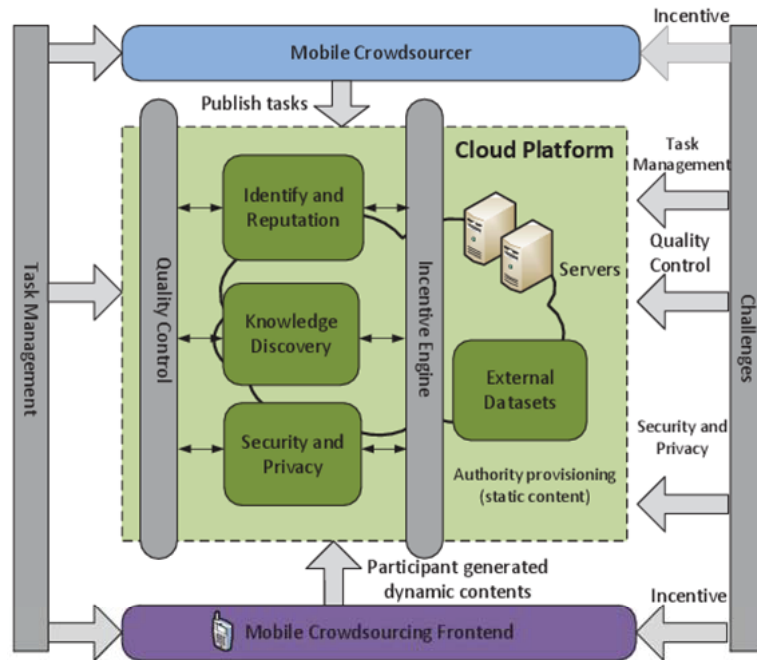 Incentive
Mobile Crowdsourcer
Publish tasks
Cloud Platform
Task
Management
Identify and
Reputation
Servers
Quality
Control
Task Management
Quality Control
Knowledge
Discovery
Incentive Engine
External
Datasets
Challenges
Security and
Privacy
Security and
Privacy
Authority provisioning
(static content)
Participant generated
dynamic contents
Incentive
Mobile Crowdsourcing Frontend